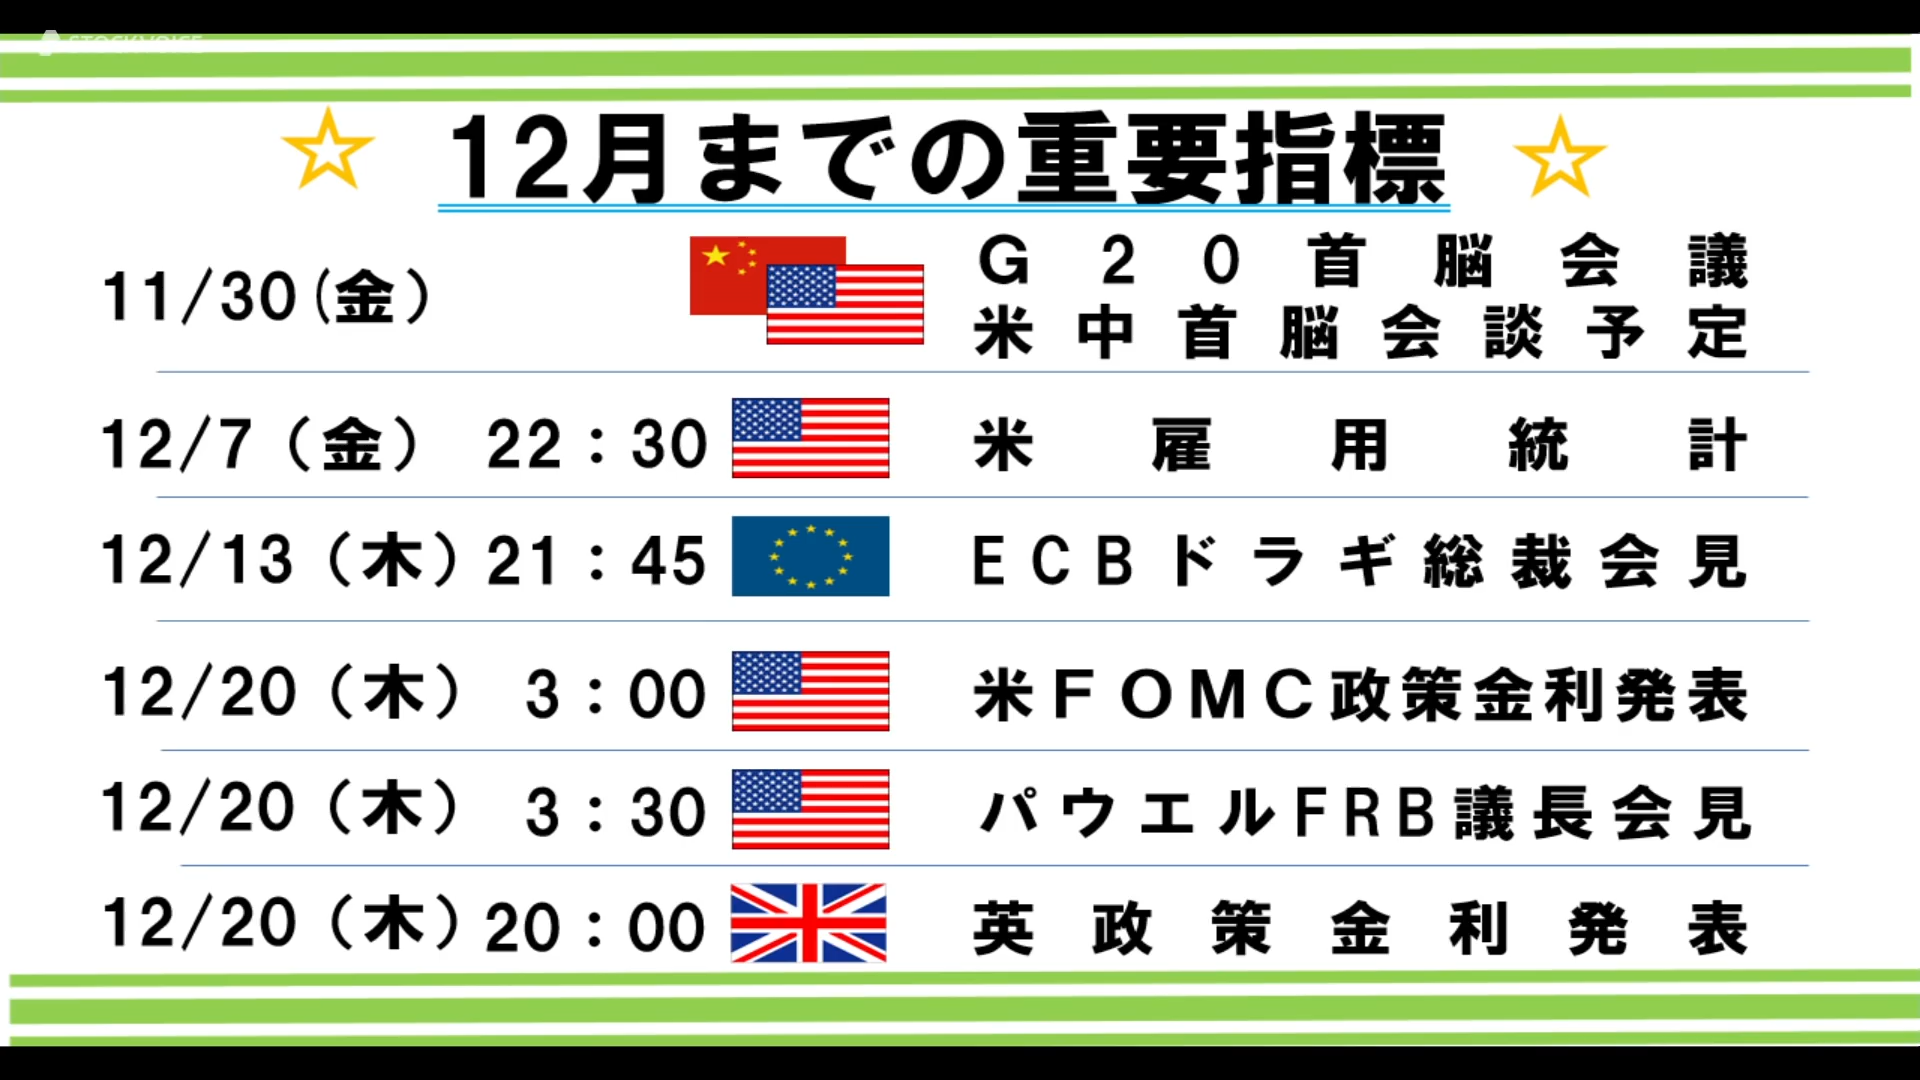 STOCKVOICE
☆ 12月までの重要指標 ☆
11/30(金) G20首脳会議
米中首脳会談予定
12/7(金) 22:30 米雇用統計
12/13(木) 21:45 ECBドラギ総裁会見
12/20(木) 3:00 米FOMC政策金利発表
12/20(木) 3:30 パウエルFRB議長会見
12/20(木) 20:00 英政策金利発表